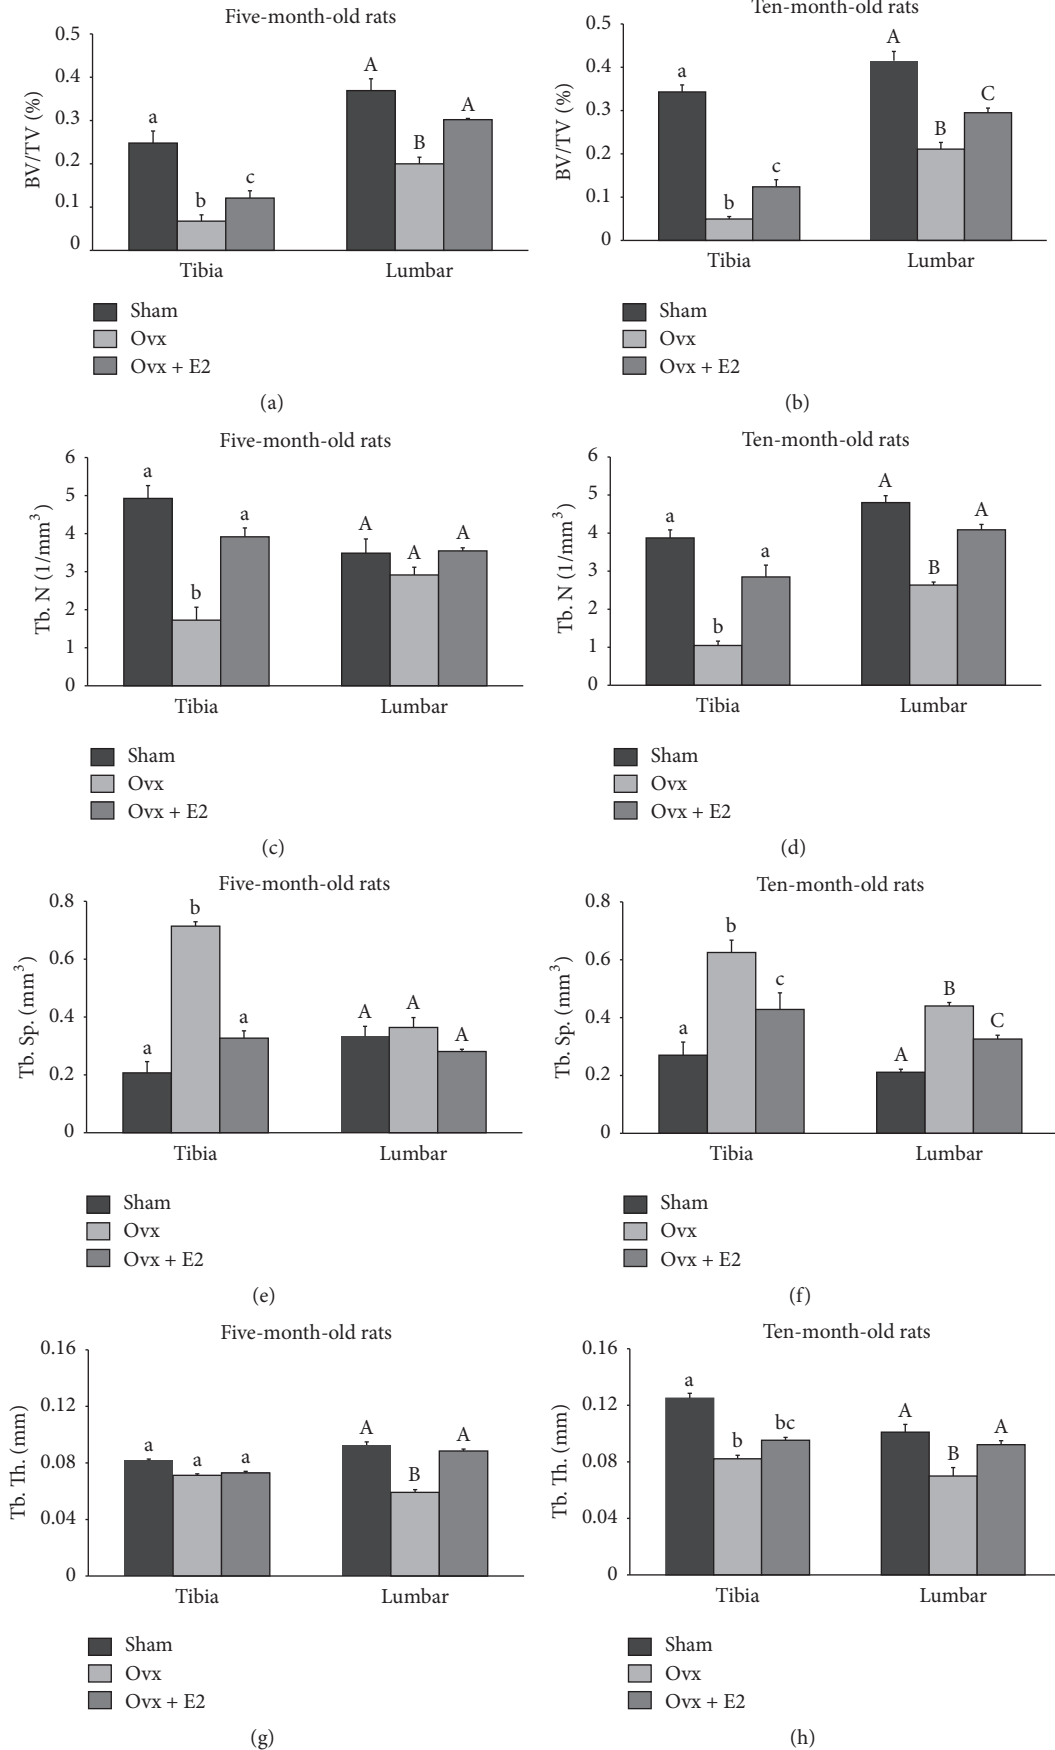 Five-month-old rats
0.5
0.4
0.3
0.2
0.1
0
BV/TV (%)
a
b
c
A
B
A
Tibia
Lumbar
Sham
Ovx
Ovx + E2
(a)
Ten-month-old rats
0.5
0.4
0.3
0.2
0.1
0
BV/TV (%)
a
b
c
A
B
C
Tibia
Lumbar
Sham
Ovx
Ovx + E2
(b)
Five-month-old rats
6
5
4
3
2
1
0
Tb. N (1/mm³)
a
b
a
A
A
A
Tibia
Lumbar
Sham
Ovx
Ovx + E2
(c)
Ten-month-old rats
6
5
4
3
2
1
0
Tb. N (1/mm³)
a
b
a
A
B
A
Tibia
Lumbar
Sham
Ovx
Ovx + E2
(d)
Five-month-old rats
0.8
0.6
0.4
0.2
0
Tb. Sp. (mm³)
a
b
a
A
A
A
Tibia
Lumbar
Sham
Ovx
Ovx + E2
(e)
Ten-month-old rats
0.8
0.6
0.4
0.2
0
Tb. Sp. (mm³)
a
b
c
A
B
C
Tibia
Lumbar
Sham
Ovx
Ovx + E2
(f)
Five-month-old rats
0.16
0.12
0.08
0.04
0
Tb. Th. (mm)
a
a
a
A
B
A
Tibia
Lumbar
Sham
Ovx
Ovx + E2
(g)
Ten-month-old rats
0.16
0.12
0.08
0.04
0
Tb. Th. (mm)
a
b
bc
A
B
A
Tibia
Lumbar
Sham
Ovx
Ovx + E2
(h)